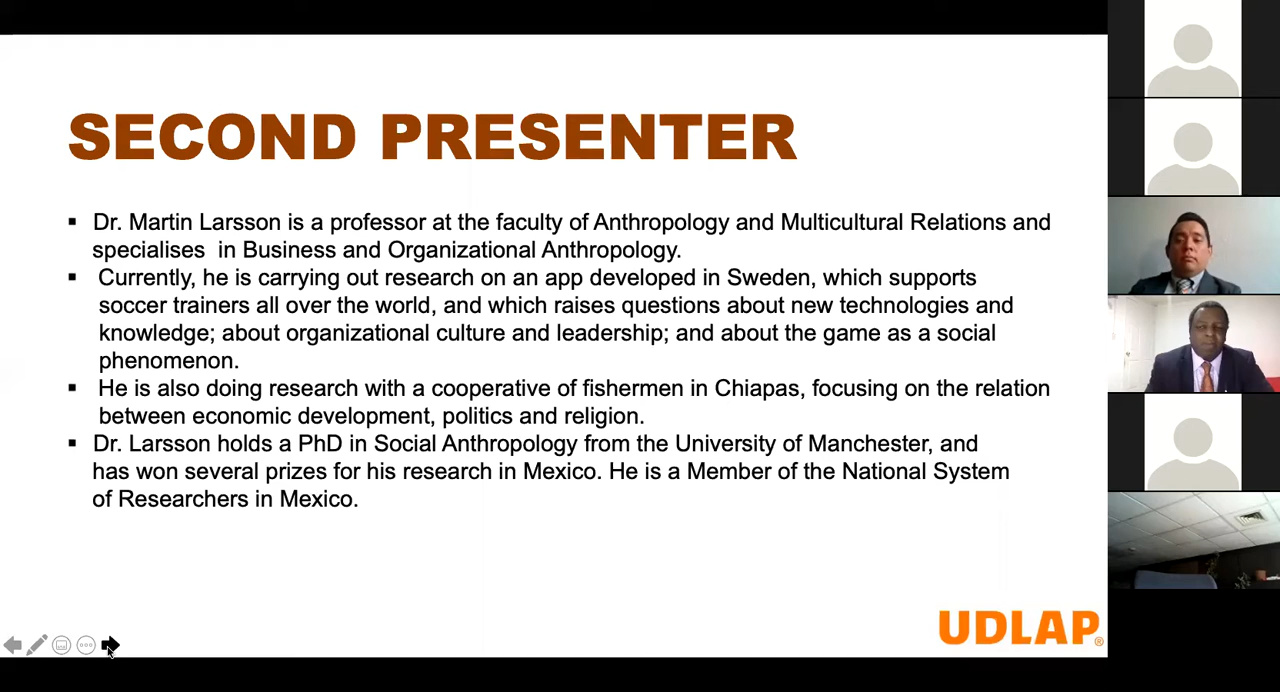 SECOND PRESENTER
▪ Dr. Martin Larsson is a professor at the faculty of Anthropology and Multicultural Relations and
specialises in Business and Organizational Anthropology.
▪ Currently, he is carrying out research on an app developed in Sweden, which supports
soccer trainers all over the world, and which raises questions about new technologies and
knowledge; about organizational culture and leadership; and about the game as a social
phenomenon.
▪ He is also doing research with a cooperative of fishermen in Chiapas, focusing on the relation
between economic development, politics and religion.
▪ Dr. Larsson holds a PhD in Social Anthropology from the University of Manchester, and
has won several prizes for his research in Mexico. He is a Member of the National System
of Researchers in Mexico.
UDLAP®